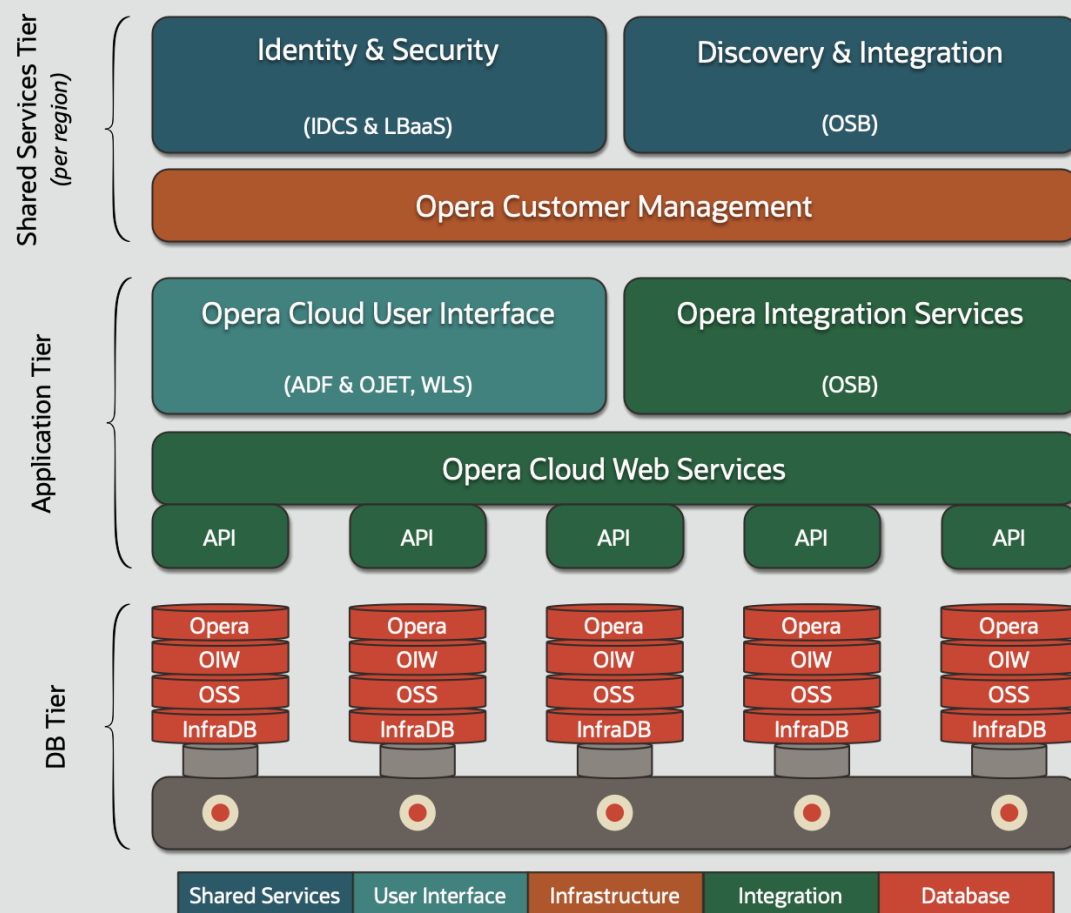 Shared Services Tier
(per region)
Identity & Security
(IDCS & LBaaS)
Discovery & Integration
(OSB)
Opera Customer Management
Application Tier
Opera Cloud User Interface
(ADF & OJET, WLS)
Opera Integration Services
(OSB)
Opera Cloud Web Services
API
API
API
API
API
DB Tier
Opera
OIW
OSS
InfraDB
Opera
OIW
OSS
InfraDB
Opera
OIW
OSS
InfraDB
Opera
OIW
OSS
InfraDB
Opera
OIW
OSS
InfraDB
Shared Services
User Interface
Infrastructure
Integration
Database